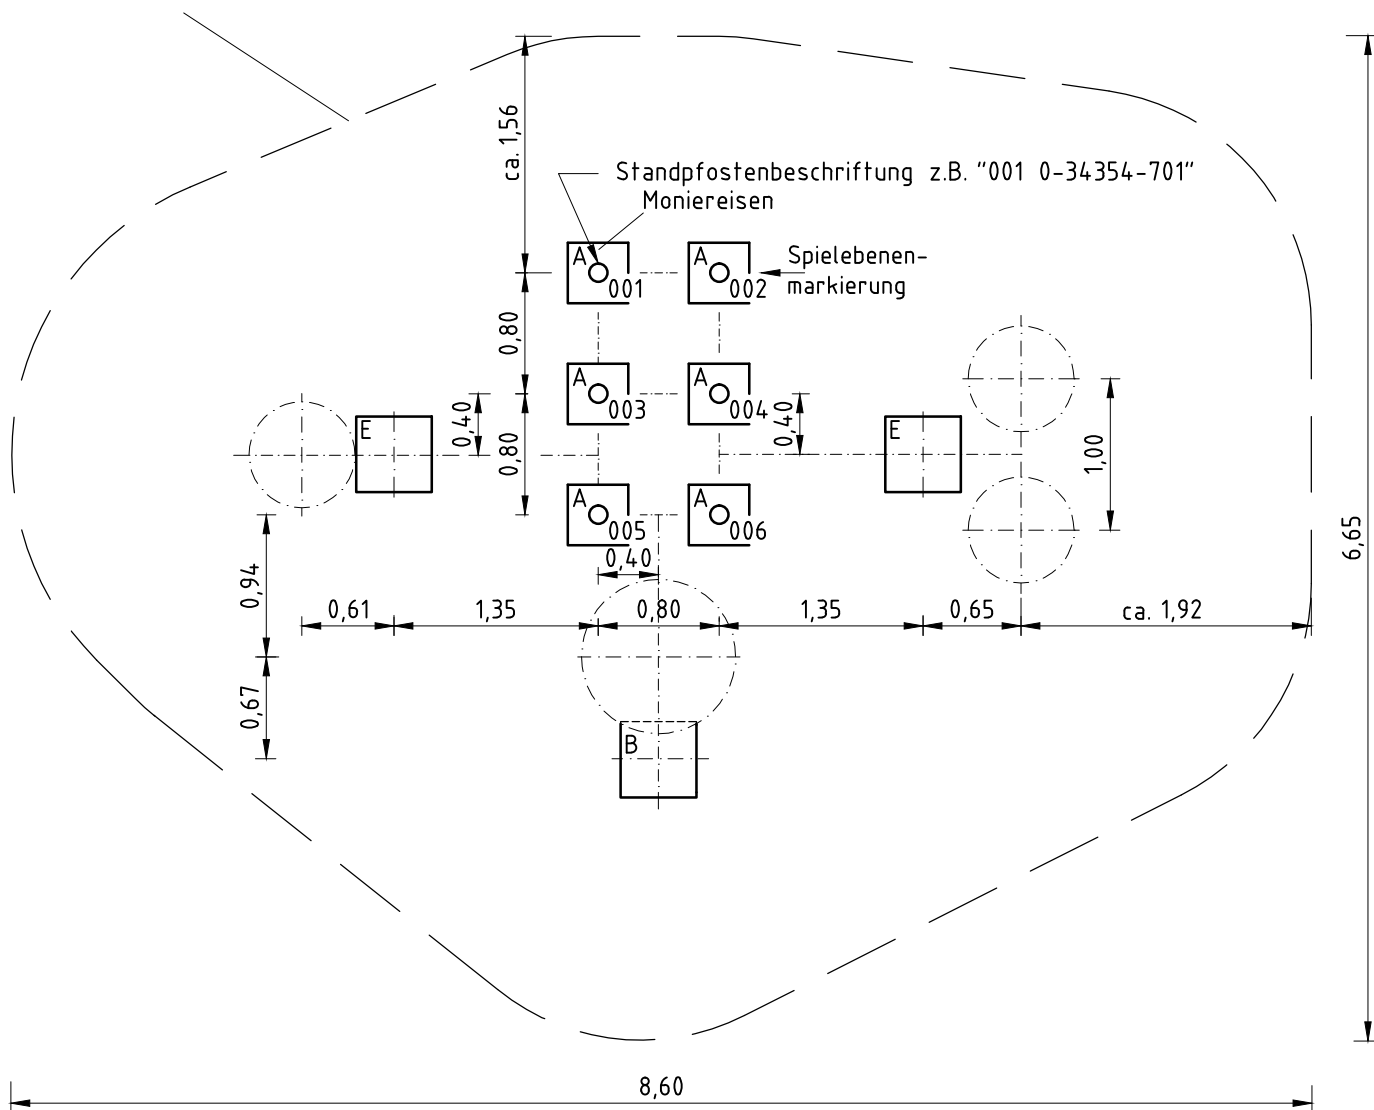 ca. 1,56
Standpfostenbeschriftung z.B. "001 0-34354-701"
Moniereisen
A
001
A
002
Spielebenen-
markierung
0,80
A
003
A
004
0,40
0,40
E
E
0,80
1,00
A
005
A
006
6,65
0,40
0,94
0,61
1,35
0,80
1,35
0,65
ca. 1,92
0,67
B
8,60